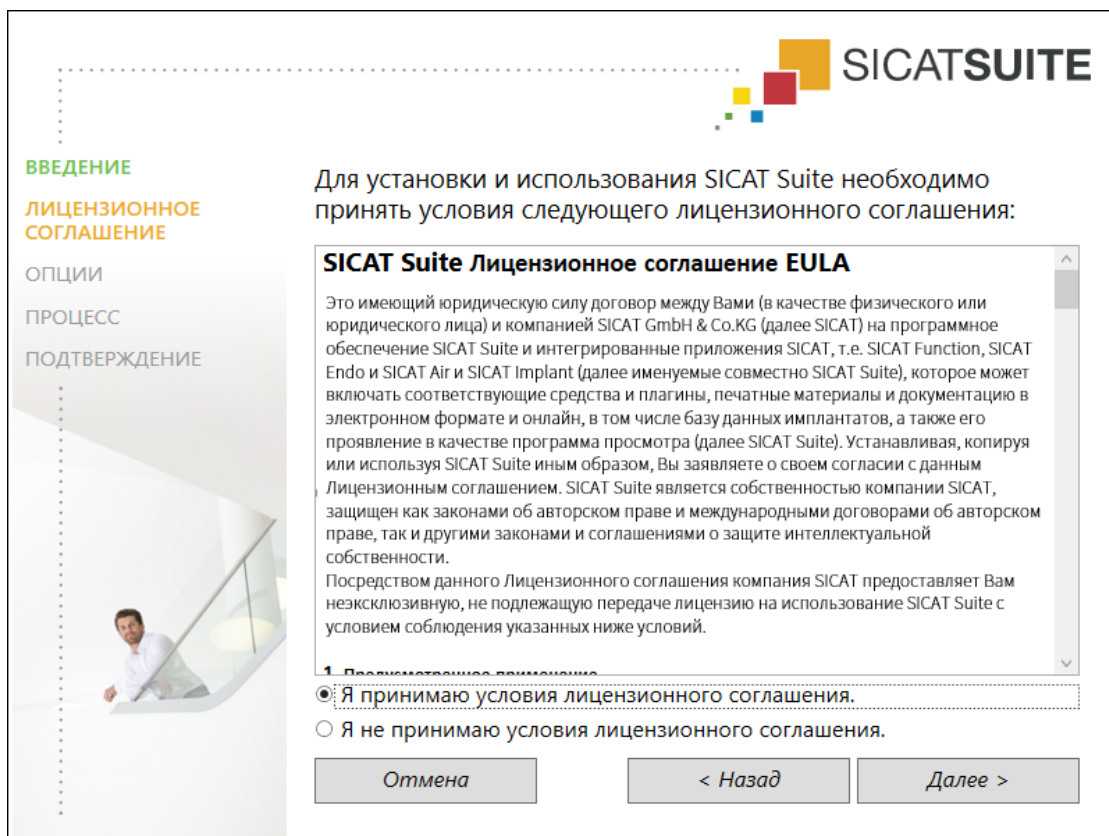 SICATSUITE
ВВЕДЕНИЕ
ЛИЦЕНЗИОННОЕ
СОГЛАШЕНИЕ
ОПЦИИ
ПРОЦЕСС
ПОДТВЕРЖДЕНИЕ
Для установки и использования SICAT Suite необходимо
принять условия следующего лицензионного соглашения:
SICAT Suite Лицензионное соглашение EULA
Это имеющий юридическую силу договор между Вами (в качестве физического или
юридического лица) и компанией SICAT GmbH & Co.KG (далее SICAT) на программное
обеспечение SICAT Suite и интегрированные приложения SICAT, т.е. SICAT Function, SICAT
Endo и SICAT Air и SICAT Implant (далее именуемые совместно SICAT Suite), которое может
включать соответствующие средства и плагины, печатные материалы и документацию в
электронном формате и онлайн, в том числе базу данных имплантатов, а также его
проявление в качестве программа просмотра (далее SICAT Suite). Устанавливая, копируя
или используя SICAT Suite иным образом, Вы заявляете о своем согласии с данным
Лицензионным соглашением. SICAT Suite является собственностью компании SICAT,
защищен как законами об авторском праве и международными договорами об авторском
праве, так и другими законами и соглашениями о защите интеллектуальной
собственности.
Посредством данного Лицензионного соглашения компания SICAT предоставляет Вам
неэксклюзивную, не подлежащую передаче лицензию на использование SICAT Suite с
условием соблюдения указанных ниже условий.
1. Предусмотренное применение
Я принимаю условия лицензионного соглашения.
Я не принимаю условия лицензионного соглашения.
Отмена
< Назад
Далее >